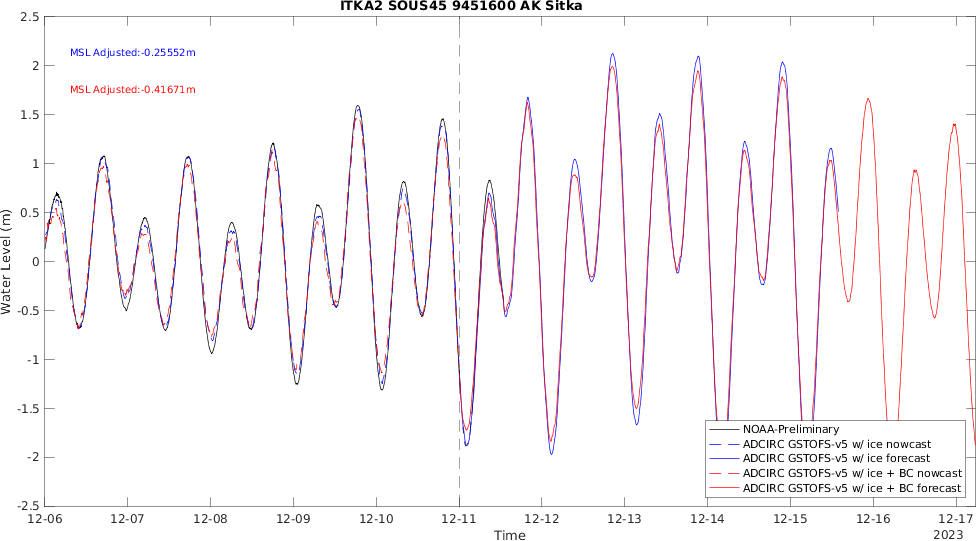 ITKA2 SOUS45 9451600 AK Sitka
MSL Adjusted:-0.25552m
MSL Adjusted:-0.41671m
Water Level (m)
2.5
2
1.5
1
0.5
0
-0.5
-1
-1.5
-2
-2.5
NOAA-Preliminary
ADCIRC GSTOFS-v5 w/ ice nowcast
ADCIRC GSTOFS-v5 w/ ice forecast
ADCIRC GSTOFS-v5 w/ ice + BC nowcast
ADCIRC GSTOFS-v5 w/ ice + BC forecast
12-06 12-07 12-08 12-09 12-10 12-11 12-12 12-13 12-14 12-15 12-16 12-17
Time
2023